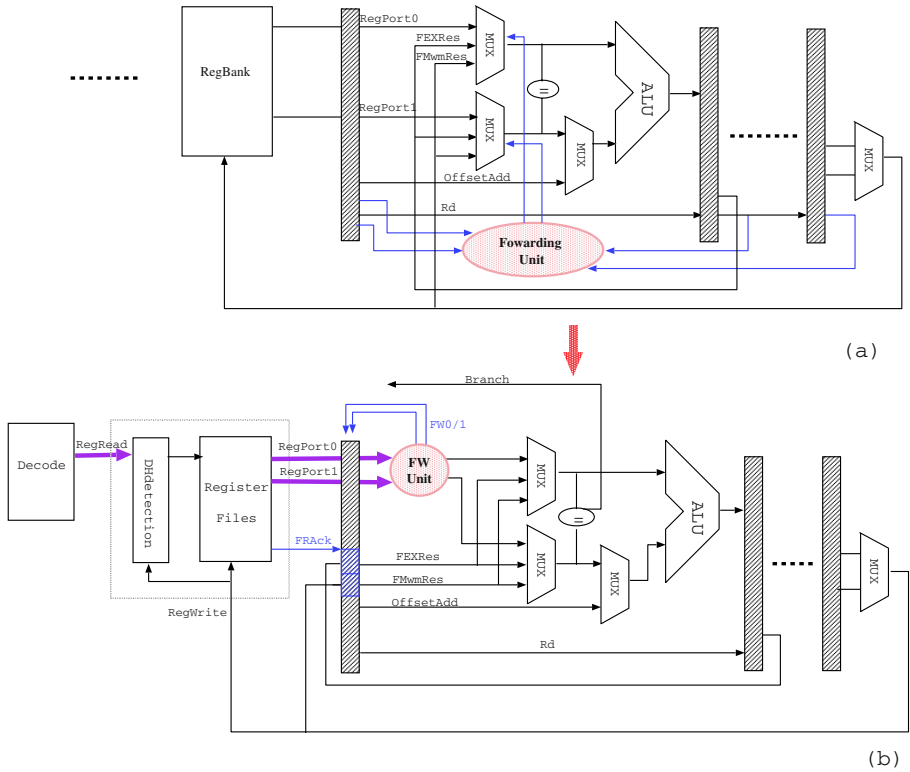 RegPort0
FEXRes
FMwmRes
RegBank
MUX
=
ALU
RegPort1
MUX
MUX
MUX
OffsetAdd
Rd
Fowarding
Unit
(a)
Branch
FW0/1
RegRead
RegPort0
Decode
DHdetection
Register
Files
RegPort1
FW
Unit
MUX
=
ALU
FRAck
FEXRes
MUX
MUX
MUX
FMwmRes
OffsetAdd
RegWrite
Rd
(b)